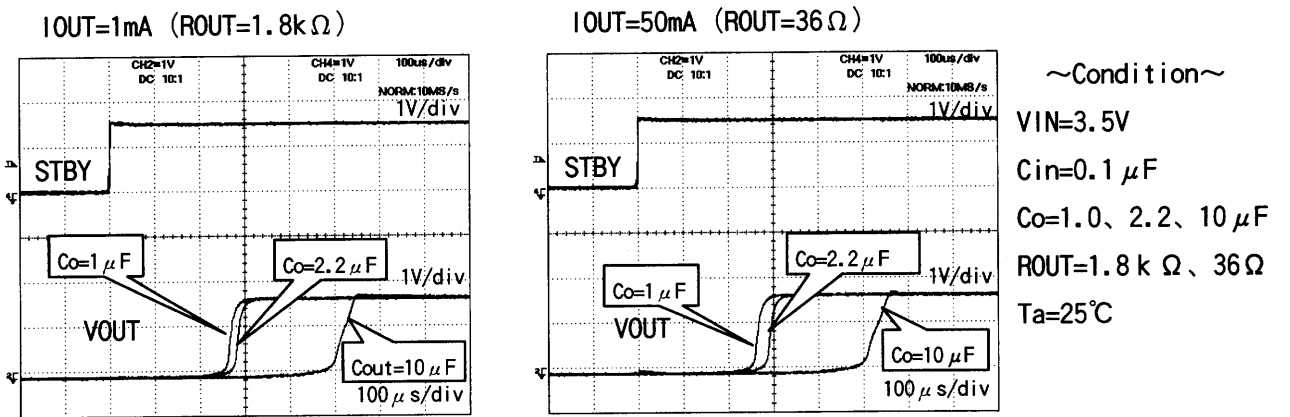 IOUT=1mA (ROUT=1.8kΩ)
CH2=1V
DC 10:1
CH4=1V
DC 10:1
100us/div
NORM:10MS/s
1V/div
STBY
Co=1μF
Co=2.2μF
1V/div
VOUT
Cout=10μF
100μs/div
IOUT=50mA (ROUT=36Ω)
CH2=1V
DC 10:1
CH4=1V
DC 10:1
100us/div
NORM:10MS/s
1V/div
STBY
Co=2.2μF
Co=1μF
1V/div
VOUT
Co=10μF
100μs/div
~Condition~
VIN=3.5V
Cin=0.1μF
Co=1.0、2.2、10μF
ROUT=1.8kΩ、36Ω
Ta=25℃